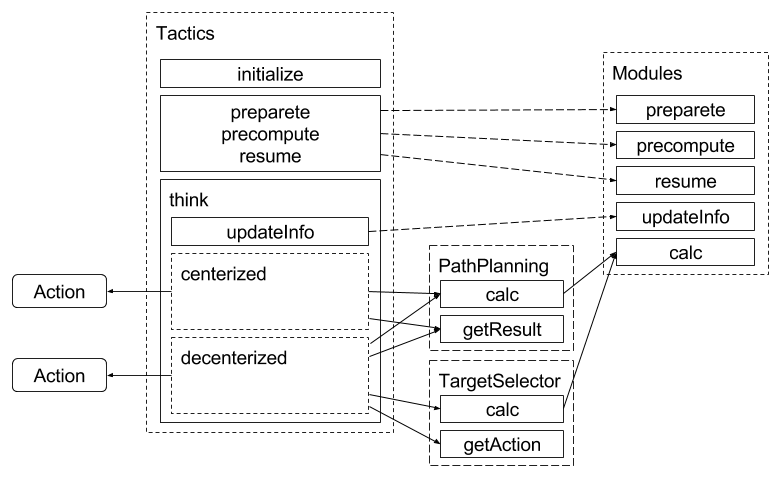 Tactics
initialize
preparete
precompute
resume
think
updateInfo
centerized
decenterized
Action
Action
PathPlanning
calc
getResult
TargetSelector
calc
getAction
Modules
preparete
precompute
resume
updateInfo
calc